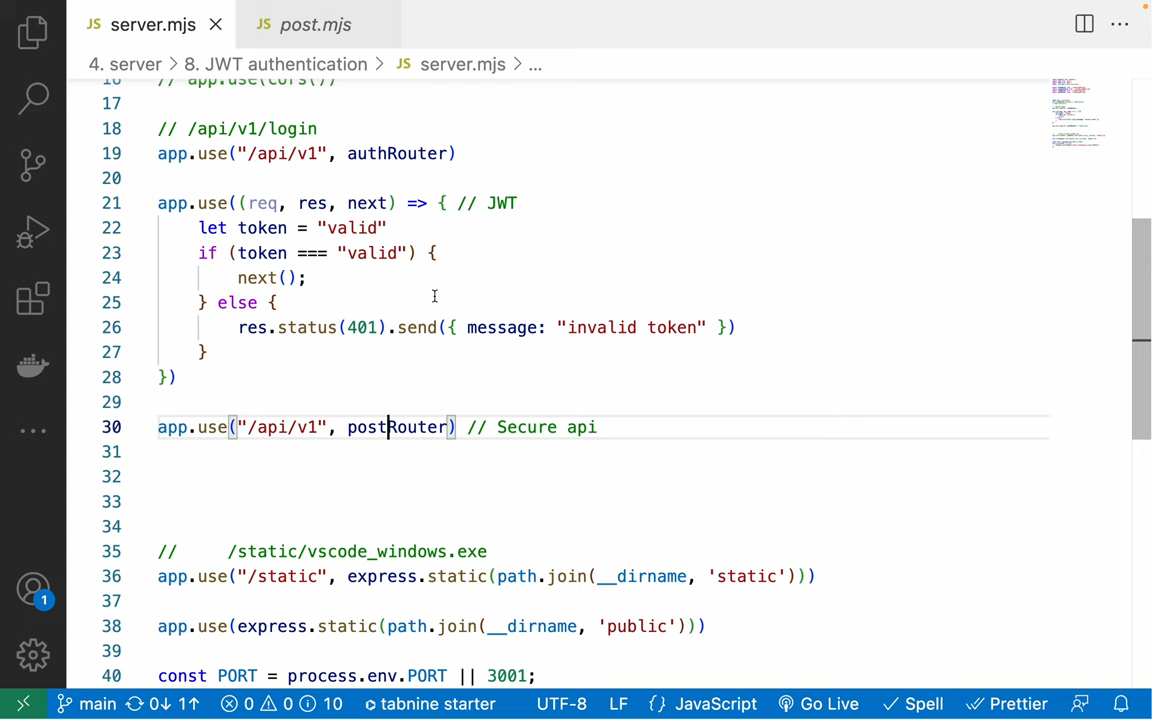 JS server.mjs
JS post.mjs
4. server > 8. JWT authentication > JS server.mjs > ...
16 // app.use(cors())
17
18 // /api/v1/login
19 app.use("/api/v1", authRouter)
20
21 app.use((req, res, next) => { // JWT
22 let token = "valid"
23 if (token === "valid") {
24 next();
25 } else {
26 res.status(401).send({ message: "invalid token" })
27 }
28 })
29
30 app.use("/api/v1", postRouter) // Secure api
31
32
33
34
35 // /static/vscode_windows.exe
36 app.use("/static", express.static(path.join(__dirname, 'static')))
37
38 app.use(express.static(path.join(__dirname, 'public')))
39
40 const PORT = process.env.PORT || 3001;
1
main 0↓ 1↑ 0 0 10 tabnine starter UTF-8 LF {} JavaScript Go Live Spell Prettier